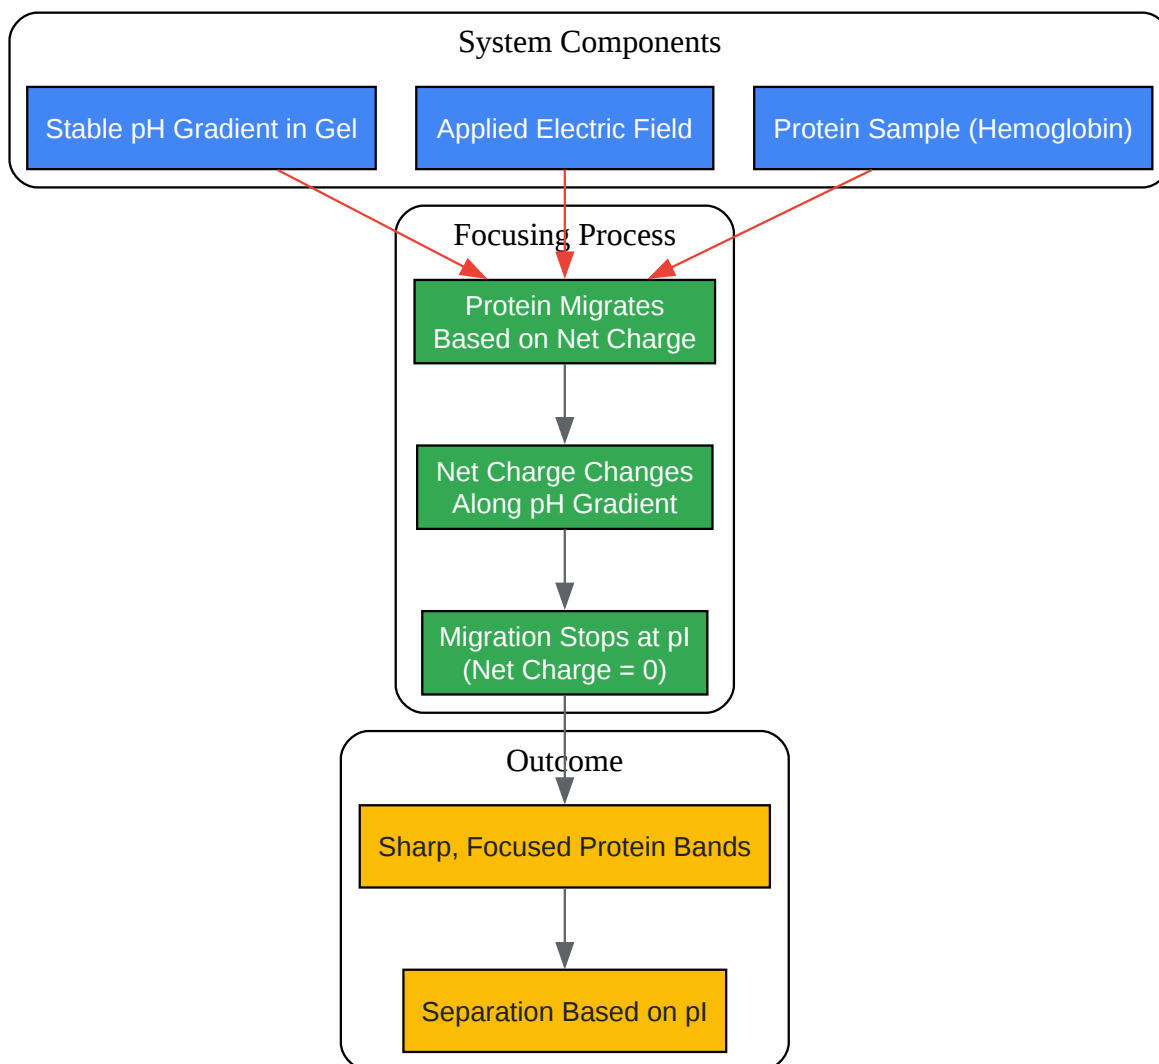 System Components
Stable pH Gradient in Gel
Applied Electric Field
Protein Sample (Hemoglobin)
Focusing Process
Protein Migrates
Based on Net Charge
Net Charge Changes
Along pH Gradient
Migration Stops at pI
(Net Charge = 0)
Outcome
Sharp, Focused Protein Bands
Separation Based on pI